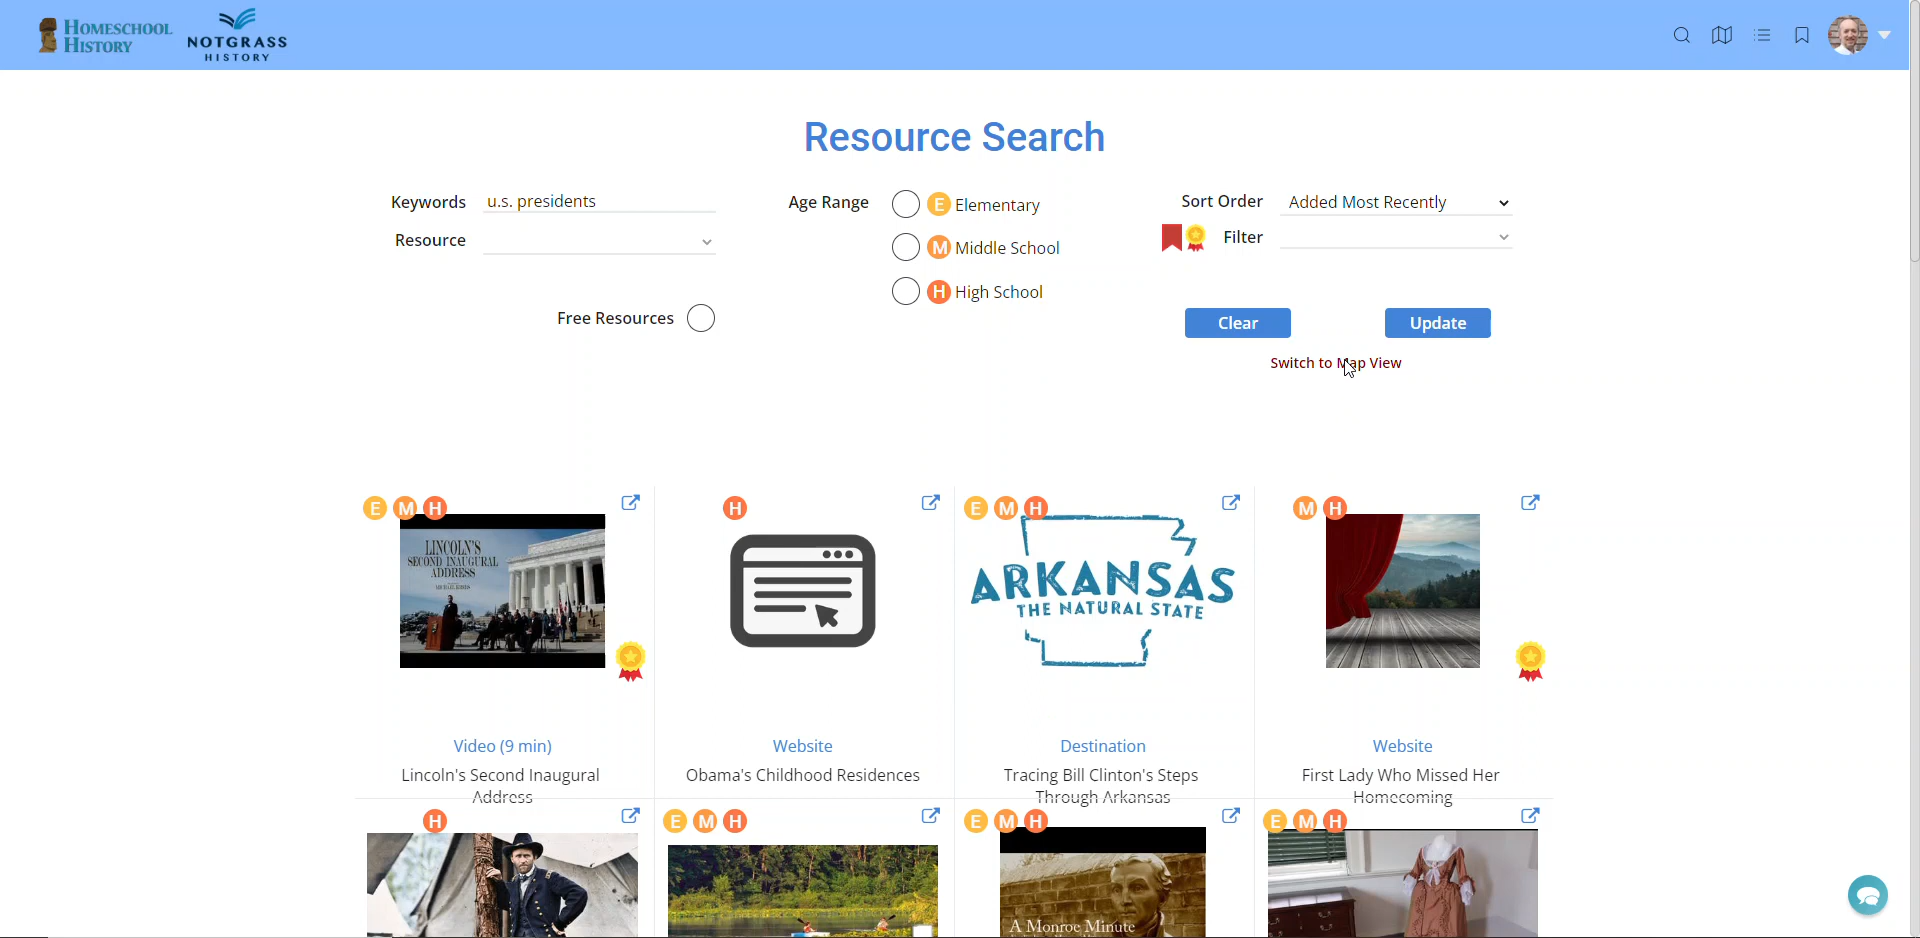 HOMESCHOOL
HISTORY
NOTGRASS
HISTORY
Resource Search
Keywords u.s. presidents
Resource
Free Resources
Age Range
E Elementary
M Middle School
H High School
Sort Order Added Most Recently
Filter
Clear Update
Switch to Map View
E M H
LINCOLN'S
SECOND INAUGURAL
ADDRESS
Video (9 min)
Lincoln's Second Inaugural
Address
H
Website
Obama's Childhood Residences
E M H
ARKANSAS
THE NATURAL STATE
Destination
Tracing Bill Clinton's Steps
Through Arkansas
M H
Website
First Lady Who Missed Her
Homecoming
H
E M H
E M H
A Monroe Minute
E M H